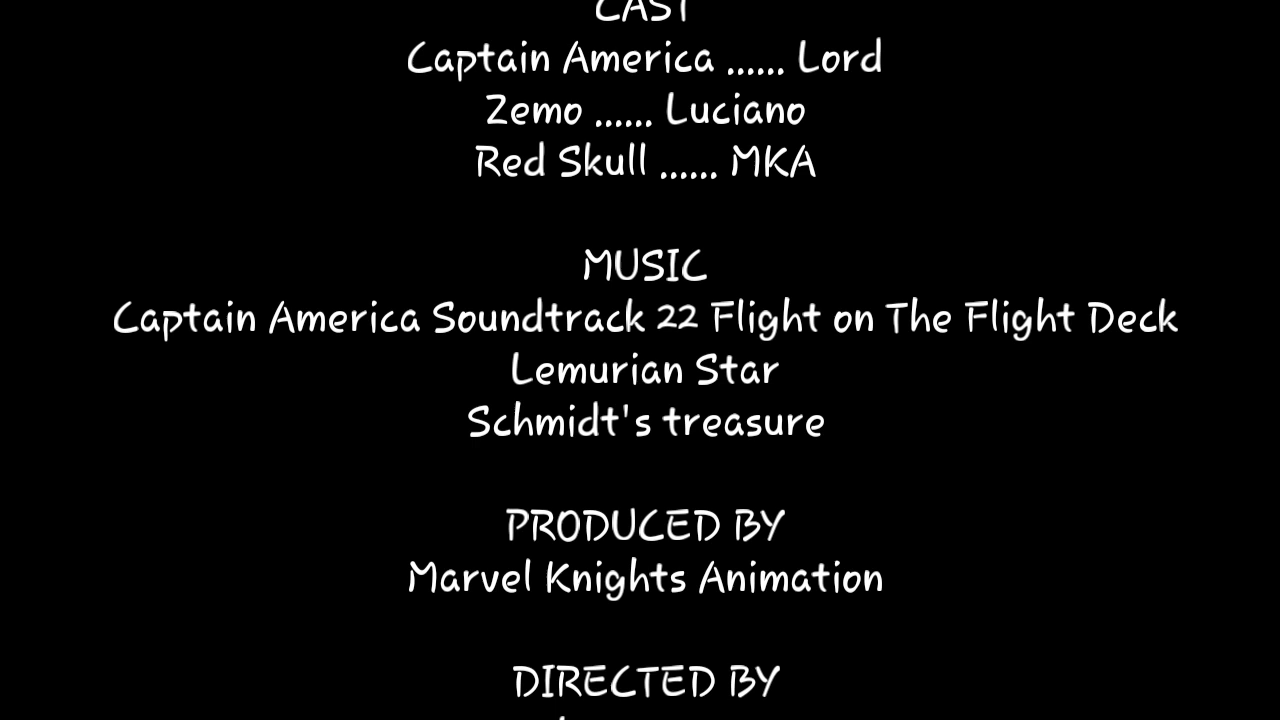 CAST
Captain America ...... Lord
Zemo ...... Luciano
Red Skull ...... MKA
MUSIC
Captain America Soundtrack 22 Flight on The Flight Deck
Lemurian Star
Schmidt's treasure
PRODUCED BY
Marvel Knights Animation
DIRECTED BY